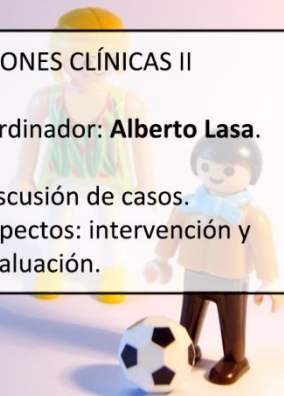 ONES CLÍNICAS II
rdinador: Alberto Lasa.
scusión de casos.
pectos: intervención y
aluación.